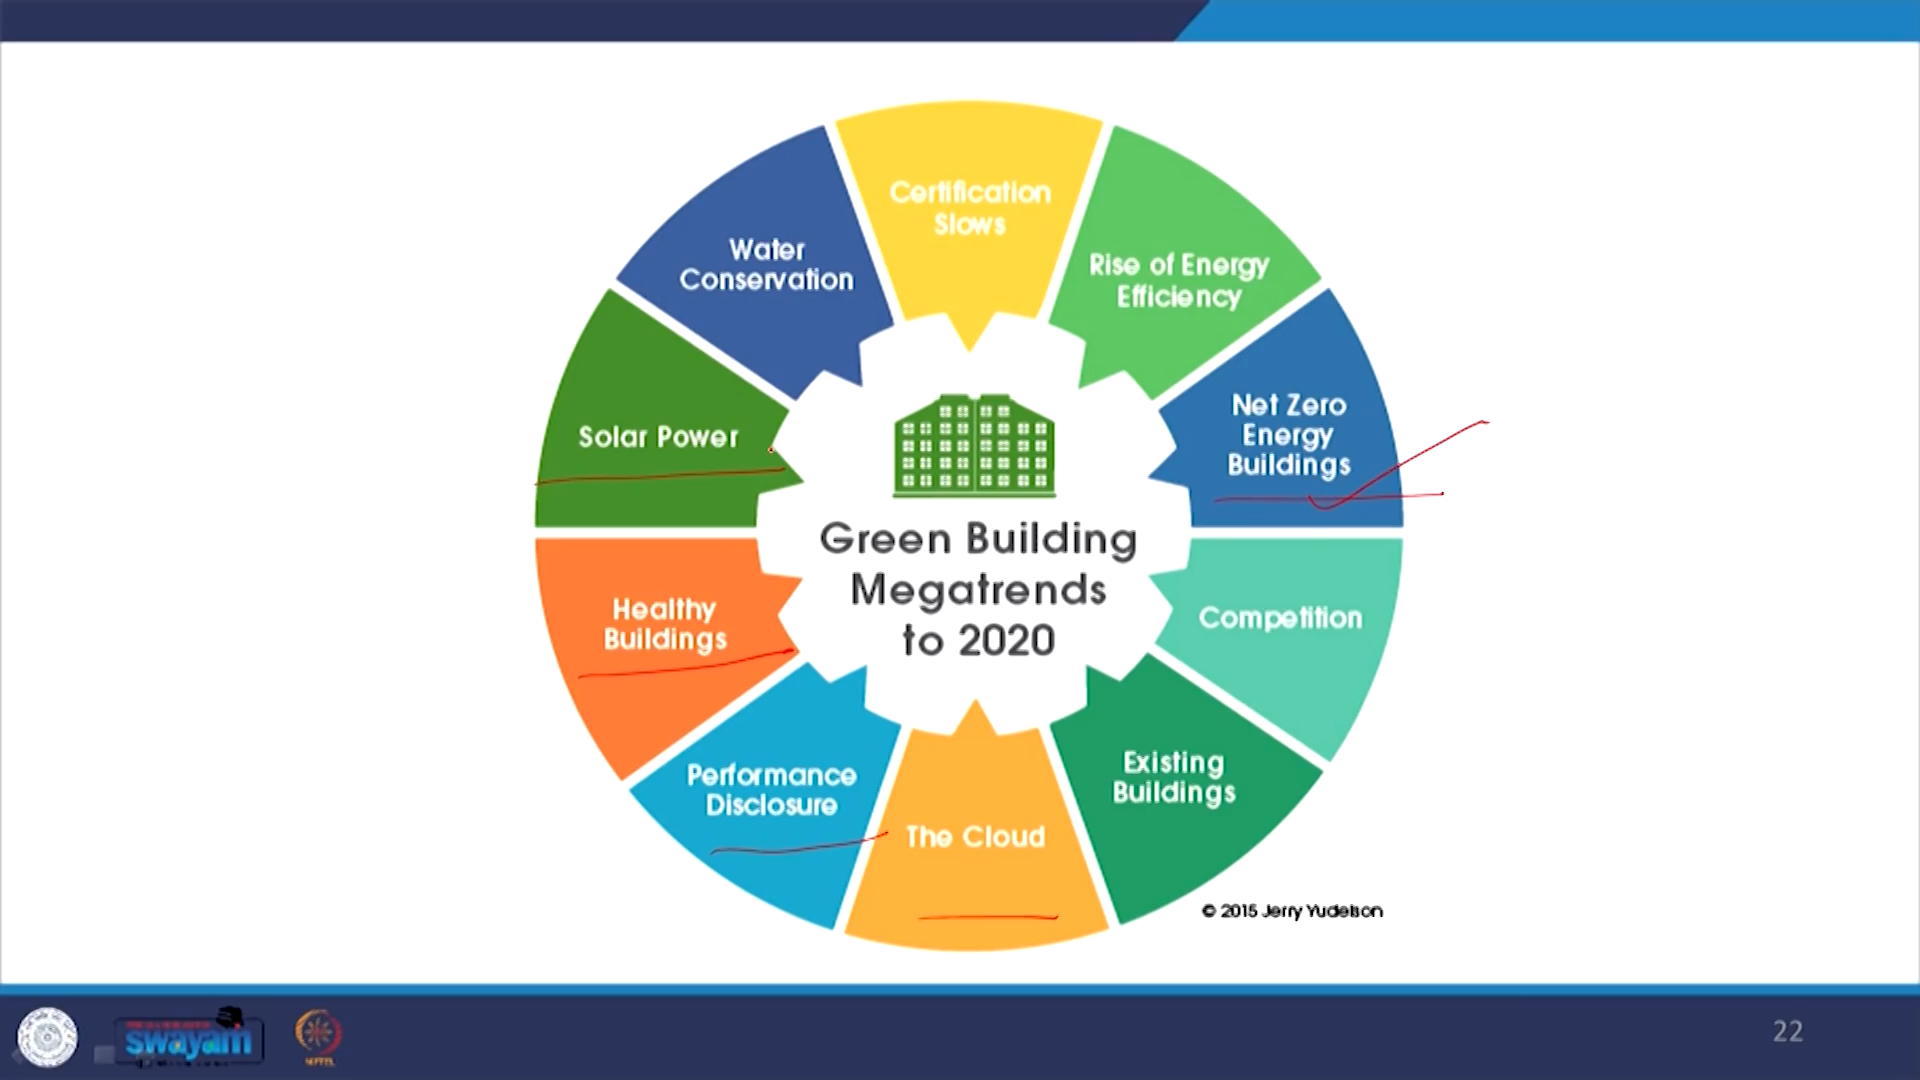 Certification
Slows
Rise of Energy
Efficiency
Net Zero
Energy
Buildings
Competition
Existing
Buildings
The Cloud
Performance
Disclosure
Healthy
Buildings
Solar Power
Water
Conservation
Green Building
Megatrends
to 2020
© 2015 Jerry Yudelson
swayam
22